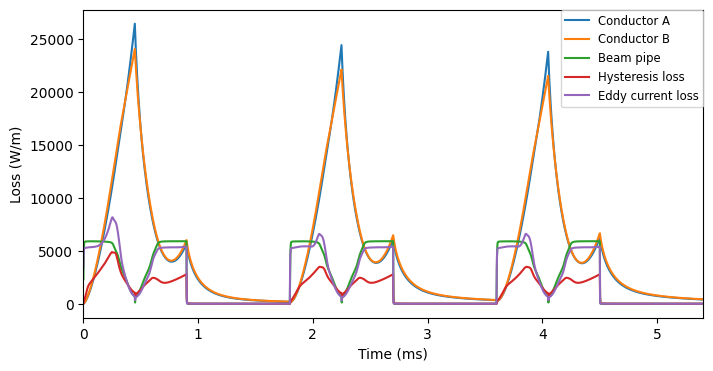 Conductor A
Conductor B
Beam pipe
Hysteresis loss
Eddy current loss
Loss (W/m)
25000
20000
15000
10000
5000
0
0 1 2 3 4 5
Time (ms)